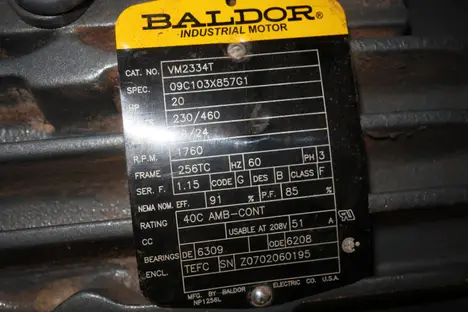 BALDOR®
INDUSTRIAL MOTOR
CAT. NO. VM2334T
SPEC. 09C103X857G1
HP 20
230/460
/24
R.P.M. 1760
FRAME 256TC HZ 60 PH 3
SER. F. 1.15 CODE G DES B CLASS F
NEMA NOM. EFF. 91 % P.F. 85 %
RATING 40C AMB-CONT
CC USABLE AT 208V 51 A
BEARINGS DE 6309 ODE 6208
ENCL. TEFC SN Z0702060195
MFG. BY BALDOR ELECTRIC CO. U.S.A.
NP1256L